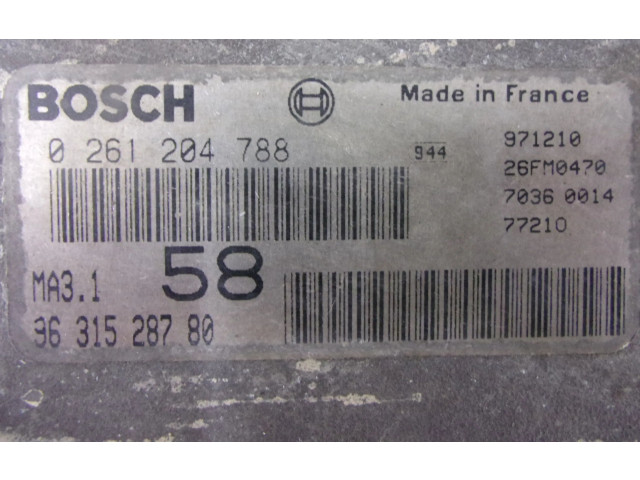 BOSCH
Made in France
0 261 204 788
944
971210
26FM0470
7036 0014
77210
MA3.1
58
96 315 287 80